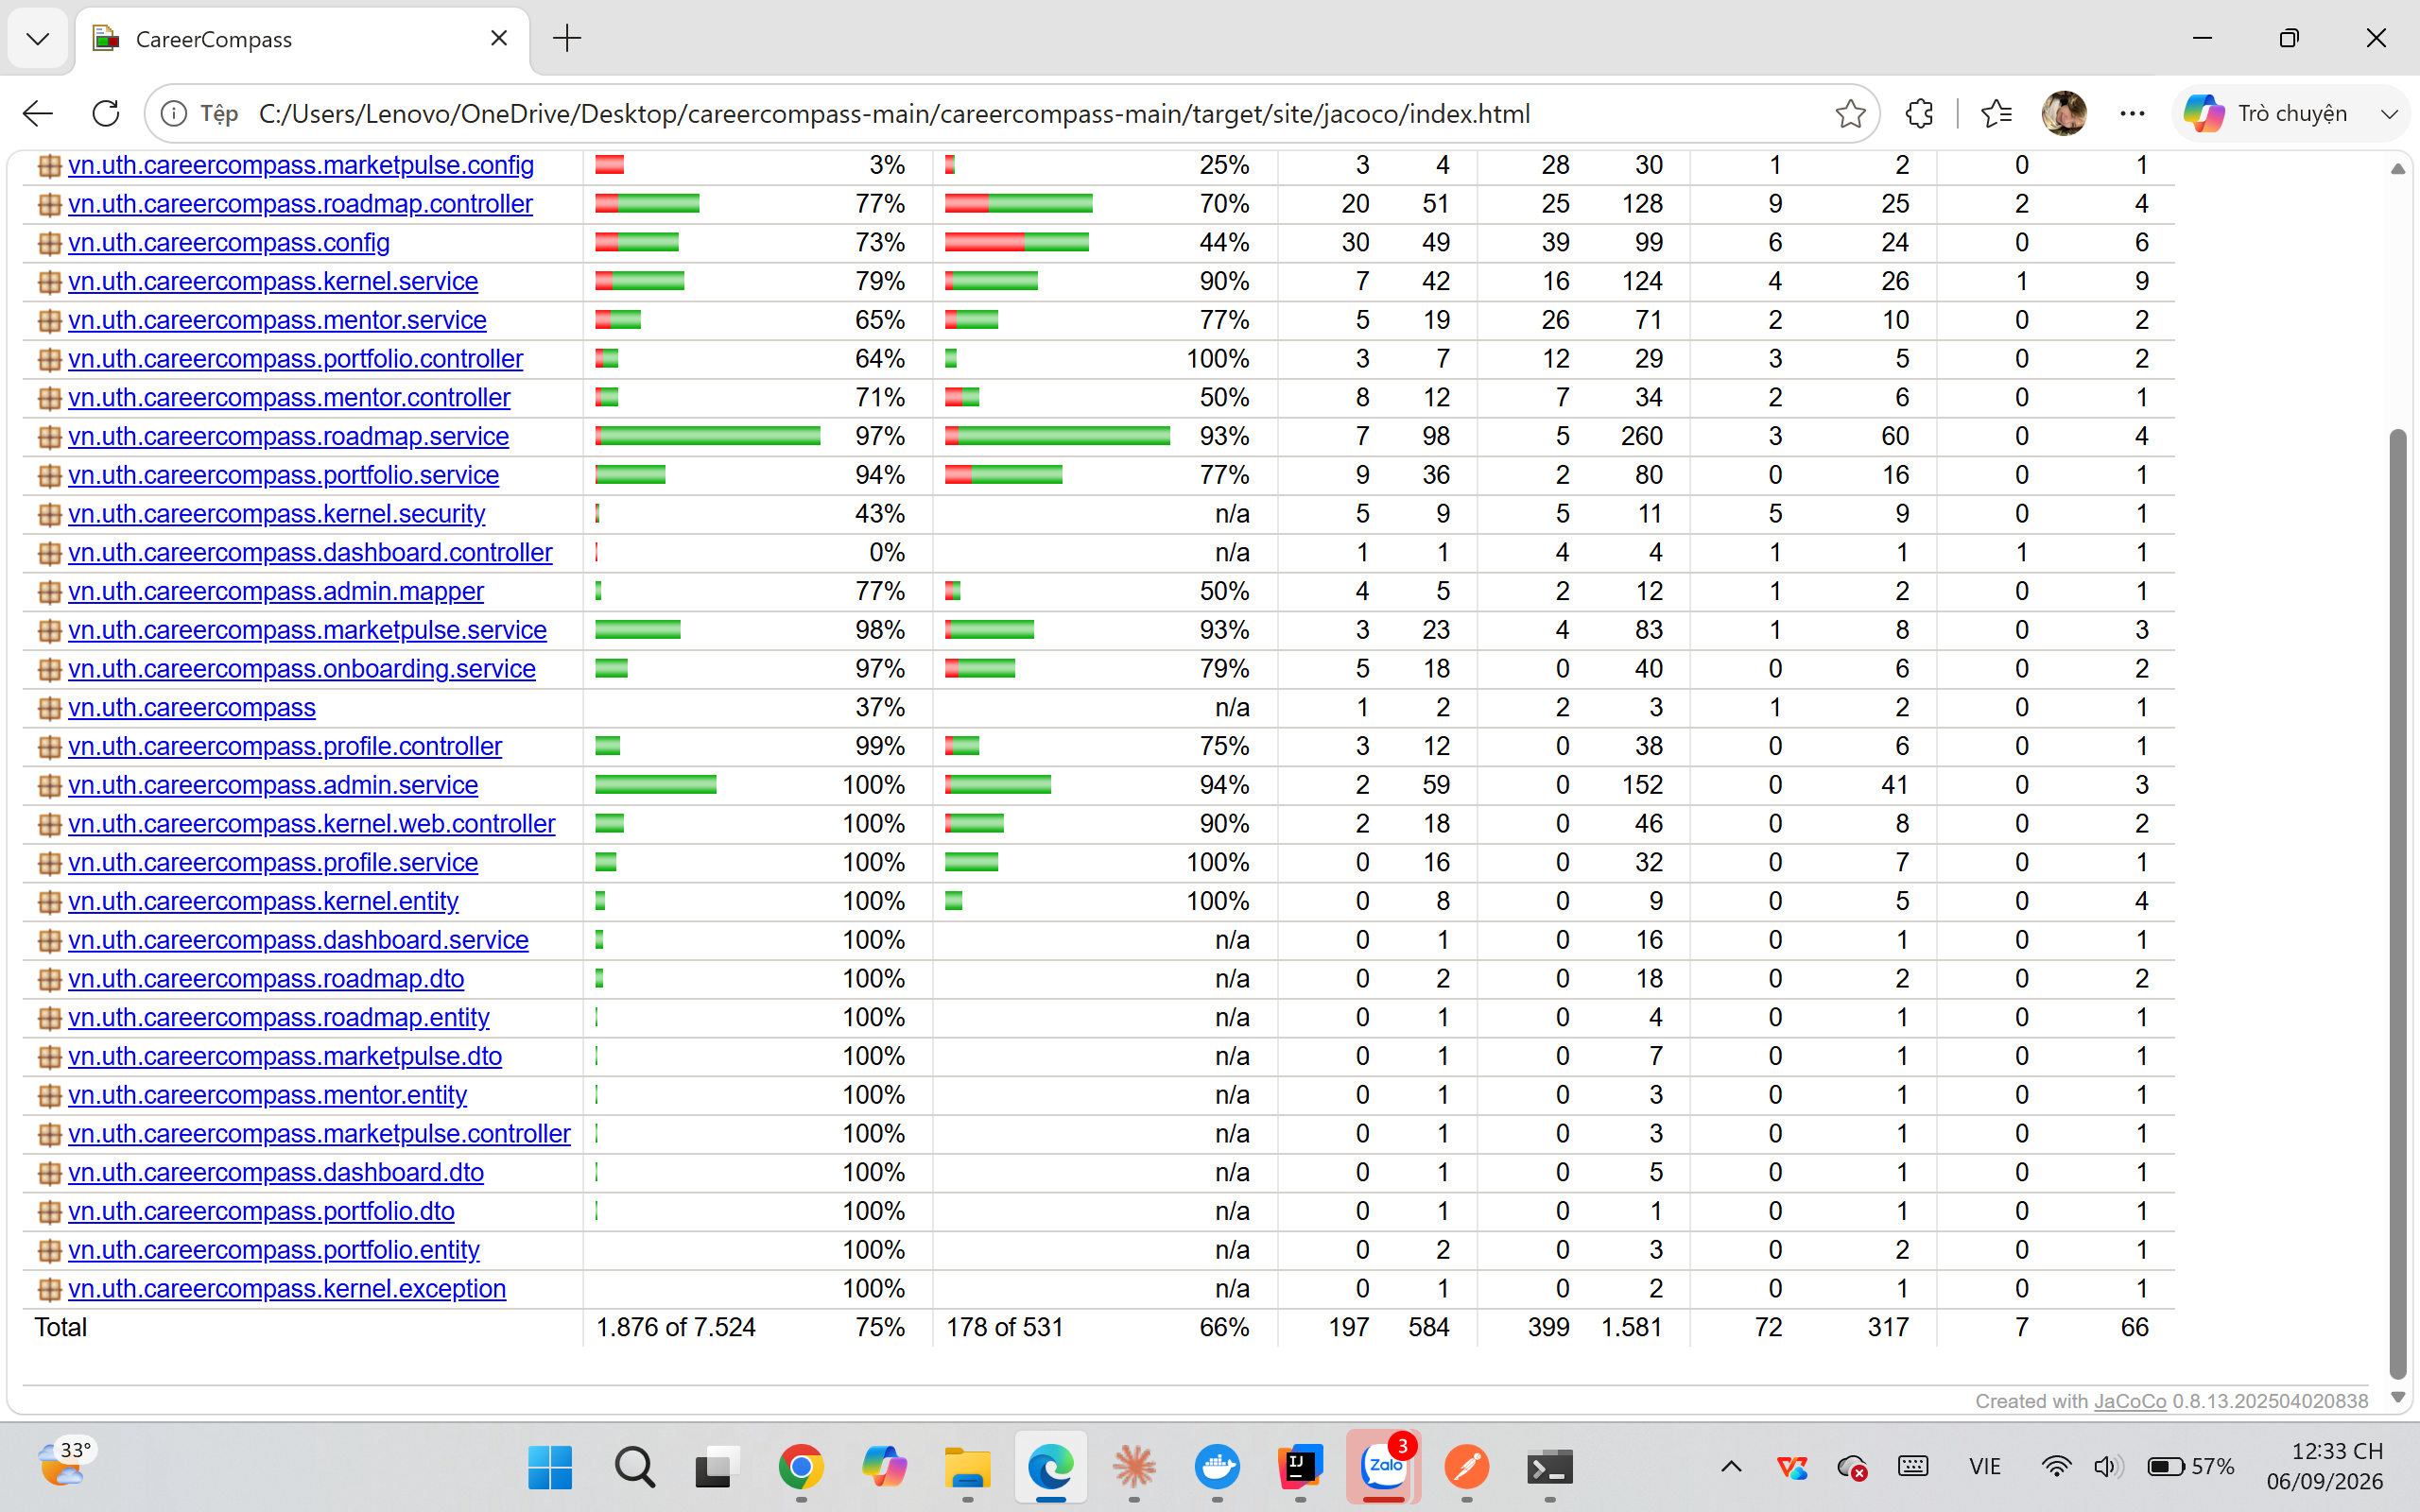 CareerCompass
Tệp C:/Users/Lenovo/OneDrive/Desktop/careercompass-main/careercompass-main/target/site/jacoco/index.html Trò chuyện
vn.uth.careercompass.marketpulse.config 3% 25% 3 4 28 30 1 2 0 1
vn.uth.careercompass.roadmap.controller 77% 70% 20 51 25 128 9 25 2 4
vn.uth.careercompass.config 73% 44% 30 49 39 99 6 24 0 6
vn.uth.careercompass.kernel.service 79% 90% 7 42 16 124 4 26 1 9
vn.uth.careercompass.mentor.service 65% 77% 5 19 26 71 2 10 0 2
vn.uth.careercompass.portfolio.controller 64% 100% 3 7 12 29 3 5 0 2
vn.uth.careercompass.mentor.controller 71% 50% 8 12 7 34 2 6 0 1
vn.uth.careercompass.roadmap.service 97% 93% 7 98 5 260 3 60 0 4
vn.uth.careercompass.portfolio.service 94% 77% 9 36 2 80 0 16 0 1
vn.uth.careercompass.kernel.security 43% n/a 5 9 5 11 5 9 0 1
vn.uth.careercompass.dashboard.controller 0% n/a 1 1 4 4 1 1 1 1
vn.uth.careercompass.admin.mapper 77% 50% 4 5 2 12 1 2 0 1
vn.uth.careercompass.marketpulse.service 98% 93% 3 23 4 83 1 8 0 3
vn.uth.careercompass.onboarding.service 97% 79% 5 18 0 40 0 6 0 2
vn.uth.careercompass 37% n/a 1 2 2 3 1 2 0 1
vn.uth.careercompass.profile.controller 99% 75% 3 12 0 38 0 6 0 1
vn.uth.careercompass.admin.service 100% 94% 2 59 0 152 0 41 0 3
vn.uth.careercompass.kernel.web.controller 100% 90% 2 18 0 46 0 8 0 2
vn.uth.careercompass.profile.service 100% 100% 0 16 0 32 0 7 0 1
vn.uth.careercompass.kernel.entity 100% 100% 0 8 0 9 0 5 0 4
vn.uth.careercompass.dashboard.service 100% n/a 0 1 0 16 0 1 0 1
vn.uth.careercompass.roadmap.dto 100% n/a 0 2 0 18 0 2 0 2
vn.uth.careercompass.roadmap.entity 100% n/a 0 1 0 4 0 1 0 1
vn.uth.careercompass.marketpulse.dto 100% n/a 0 1 0 7 0 1 0 1
vn.uth.careercompass.mentor.entity 100% n/a 0 1 0 3 0 1 0 1
vn.uth.careercompass.marketpulse.controller 100% n/a 0 1 0 3 0 1 0 1
vn.uth.careercompass.dashboard.dto 100% n/a 0 1 0 5 0 1 0 1
vn.uth.careercompass.portfolio.dto 100% n/a 0 1 0 1 0 1 0 1
vn.uth.careercompass.portfolio.entity 100% n/a 0 2 0 3 0 2 0 1
vn.uth.careercompass.kernel.exception 100% n/a 0 1 0 2 0 1 0 1
Total 1.876 of 7.524 75% 178 of 531 66% 197 584 399 1.581 72 317 7 66
Created with JaCoCo 0.8.13.202504020838
33° IJ Zalo 3 VIE 57% 12:33 CH
06/09/2026